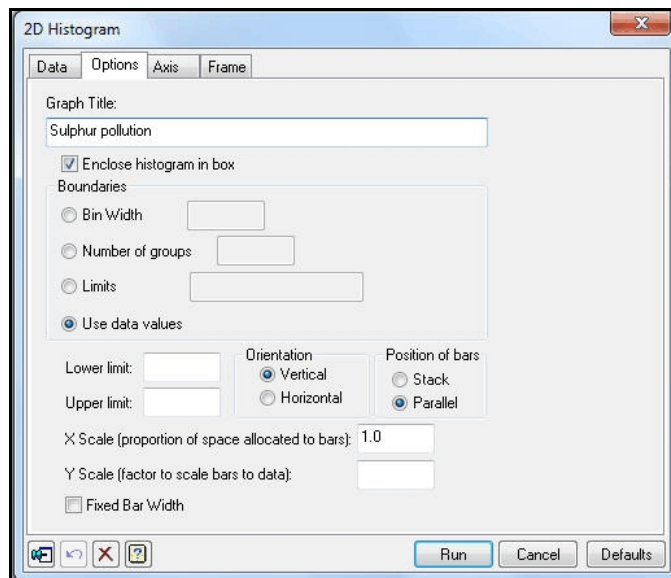 2D Histogram
Data Options Axis Frame
Graph Title:
Sulphur pollution
Enclose histogram in box
Boundaries
Bin Width
Number of groups
Limits
Use data values
Lower limit:
Upper limit:
Orientation
Vertical
Horizontal
Position of bars
Stack
Parallel
X Scale (proportion of space allocated to bars): 1.0
Y Scale (factor to scale bars to data):
Fixed Bar Width
Run Cancel Defaults